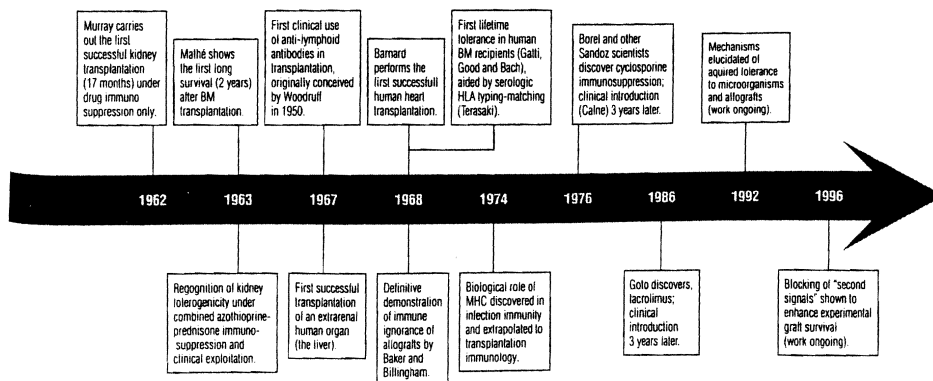 Murray carries
out the first
successful kidney
transplantation
(17 months) under
drug immuno
suppression only.
Mathé shows
the first long
survival (2 years)
after BM
transplantation.
First clinical use
of anti-lymphoid
antibodies in
transplantation,
originally conceived
by Woodruff
in 1950.
Barnard
performs the
first successfull
human heart
transplantation.
First lifetime
tolerance in human
BM recipients (Gatti,
Good and Bach),
aided by serologic
HLA typing-matching
(Terasaki).
Borel and other
Sandoz scientists
discover cyclosporine
immunosuppression;
clinical introduction
(Calne) 3 years later.
Mechanisms
elucidated of
aquired tolerance
to microorganisms
and allografts
(work ongoing).
1962 1963 1967 1968 1974 1976 1986 1992 1996
Regognition of kidney
tolerogenicity under
combined azothioprine-
prednisone immuno-
suppression and
clinical exploitation.
First successful
transplantation
of an extrarenal
human organ
(the liver).
Definitive
demonstration
of immune
ignorance of
allografts by
Baker and
Billingham.
Biological role of
MHC discovered in
infection immunity
and extrapolated to
transplantation
immunology.
Goto discovers,
tacrolimus;
clinical
introduction
3 years later.
Blocking of "second
signals" shown to
enhance experimental
graft survival
(work ongoing).